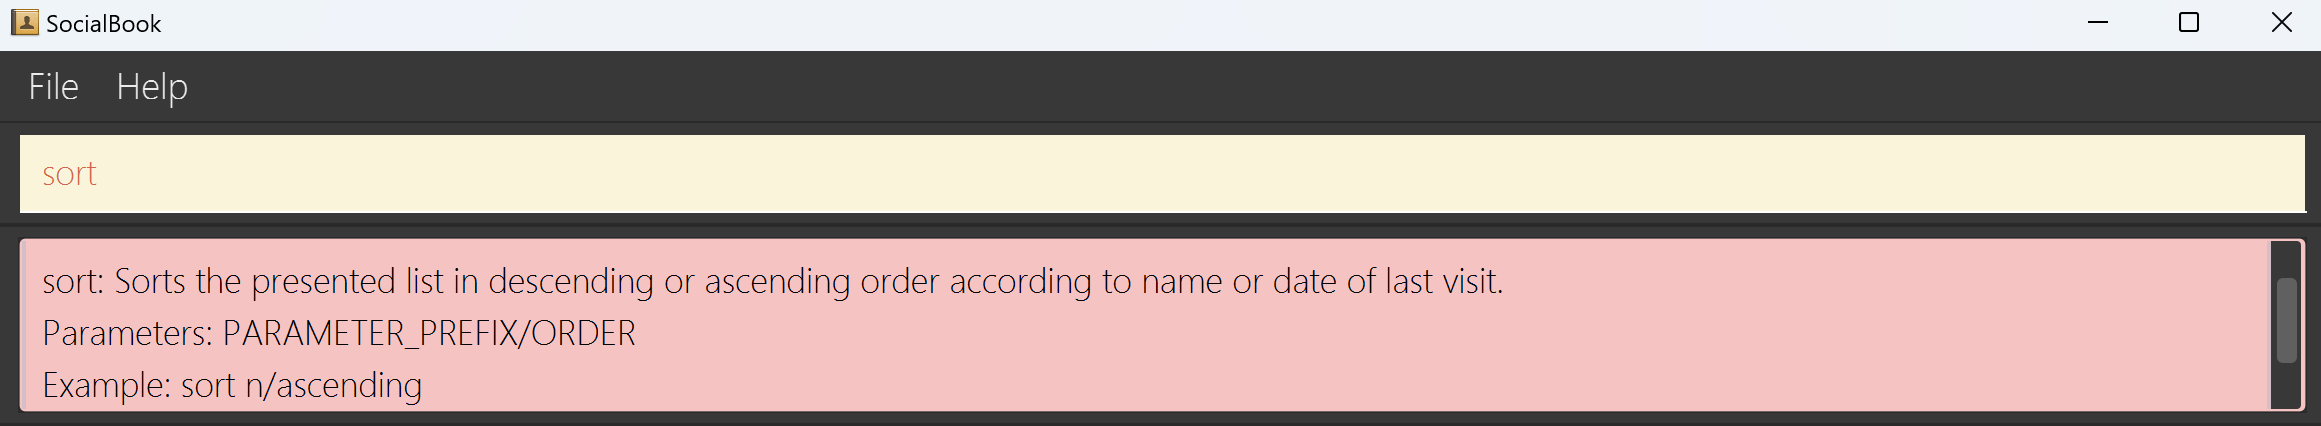 SocialBook
File Help
sort
sort: Sorts the presented list in descending or ascending order according to name or date of last visit.
Parameters: PARAMETER_PREFIX/ORDER
Example: sort n/ascending